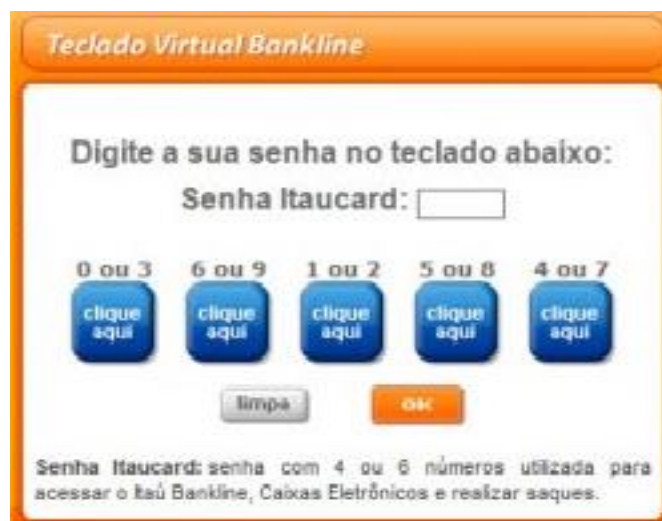 Teclado Virtual Bankline
Digite a sua senha no teclado abaixo:
Senha Itaucard:
0 ou 3 6 ou 9 1 ou 2 5 ou 8 4 ou 7
clique clique clique clique clique
aqui aqui aqui aqui aqui
limpa ok
Senha Itaucard: senha com 4 ou 6 números utilizada para
acessar o Itaú Bankline, Caixas Eletrônicos e realizar saques.